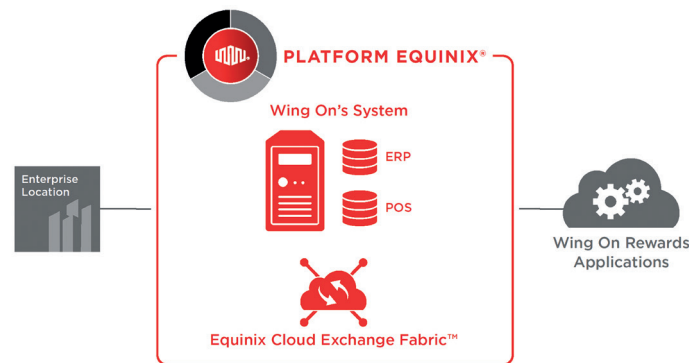 PLATFORM EQUINIX®
Wing On's System
ERP
POS
Enterprise
Location
Wing On Rewards
Applications
Equinix Cloud Exchange Fabric™